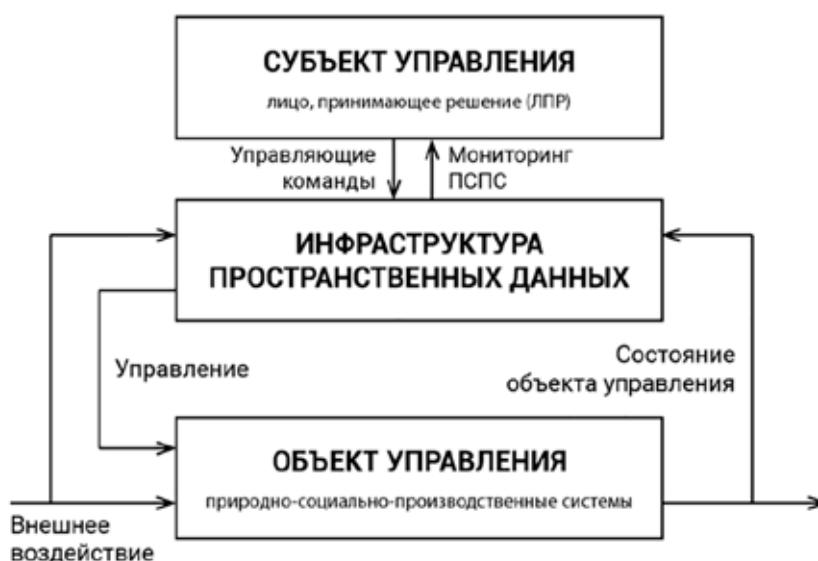 СУБЪЕКТ УПРАВЛЕНИЯ
лицо, принимающее решение (ЛПР)
Управляющие
команды
Мониторинг
ПСПС
ИНФРАСТРУКТУРА
ПРОСТРАНСТВЕННЫХ ДАННЫХ
Управление
Состояние
объекта управления
ОБЪЕКТ УПРАВЛЕНИЯ
природно-социально-производственные системы
Внешнее
воздействие